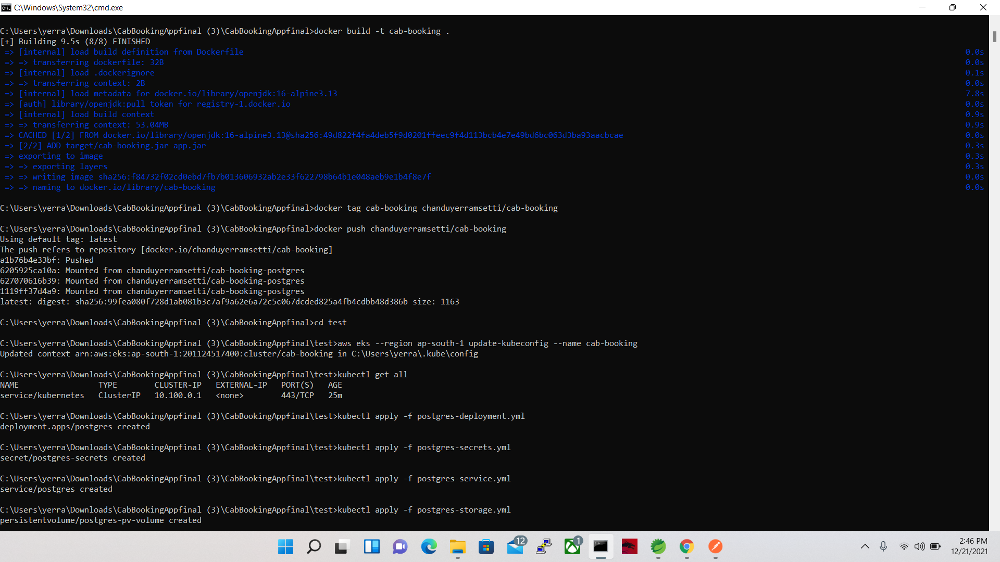 C:\Windows\System32\cmd.exe
C:\Users\yerra\Downloads\CabBookingAppfinal (3)\CabBookingAppfinal>docker build -t cab-booking .
[+] Building 9.5s (8/8) FINISHED
=> [internal] load build definition from Dockerfile 0.0s
=> => transferring dockerfile: 32B 0.0s
=> [internal] load .dockerignore 0.1s
=> => transferring context: 2B 0.0s
=> [internal] load metadata for docker.io/library/openjdk:16-alpine3.13 7.8s
=> [auth] library/openjdk:pull token for registry-1.docker.io 0.0s
=> [internal] load build context 0.9s
=> => transferring context: 53.04MB 0.9s
=> CACHED [1/2] FROM docker.io/library/openjdk:16-alpine3.13@sha256:49d822f4fa4deb5f9d0201ffeec9f4d113bcb4e7e49bd6bc063d3ba93aacbcae 0.0s
=> [2/2] ADD target/cab-booking.jar app.jar 0.3s
=> exporting to image 0.3s
=> => exporting layers 0.3s
=> => writing image sha256:f84732f02cd0ebd7fb7b013606932ab2e33f622798b64b1e048aeb9e1b4f8e7f 0.0s
=> => naming to docker.io/library/cab-booking 0.0s
C:\Users\yerra\Downloads\CabBookingAppfinal (3)\CabBookingAppfinal>docker tag cab-booking chanduyerramsetti/cab-booking
C:\Users\yerra\Downloads\CabBookingAppfinal (3)\CabBookingAppfinal>docker push chanduyerramsetti/cab-booking
Using default tag: latest
The push refers to repository [docker.io/chanduyerramsetti/cab-booking]
a1b76b4e33bf: Pushed
6205925ca10a: Mounted from chanduyerramsetti/cab-booking-postgres
627070616b39: Mounted from chanduyerramsetti/cab-booking-postgres
1119ff37d4a9: Mounted from chanduyerramsetti/cab-booking-postgres
latest: digest: sha256:99fea080f728d1ab081b3c7af9a62e6a72c5c067dcded825a4fb4cdbb48d386b size: 1163
C:\Users\yerra\Downloads\CabBookingAppfinal (3)\CabBookingAppfinal>cd test
C:\Users\yerra\Downloads\CabBookingAppfinal (3)\CabBookingAppfinal\test>aws eks --region ap-south-1 update-kubeconfig --name cab-booking
Updated context arn:aws:eks:ap-south-1:201124517400:cluster/cab-booking in C:\Users\yerra\.kube\config
C:\Users\yerra\Downloads\CabBookingAppfinal (3)\CabBookingAppfinal\test>kubectl get all
NAME TYPE CLUSTER-IP EXTERNAL-IP PORT(S) AGE
service/kubernetes ClusterIP 10.100.0.1 <none> 443/TCP 25m
C:\Users\yerra\Downloads\CabBookingAppfinal (3)\CabBookingAppfinal\test>kubectl apply -f postgres-deployment.yml
deployment.apps/postgres created
C:\Users\yerra\Downloads\CabBookingAppfinal (3)\CabBookingAppfinal\test>kubectl apply -f postgres-secrets.yml
secret/postgres-secrets created
C:\Users\yerra\Downloads\CabBookingAppfinal (3)\CabBookingAppfinal\test>kubectl apply -f postgres-service.yml
service/postgres created
C:\Users\yerra\Downloads\CabBookingAppfinal (3)\CabBookingAppfinal\test>kubectl apply -f postgres-storage.yml
persistentvolume/postgres-pv-volume created
12
1
2:46 PM
12/21/2021